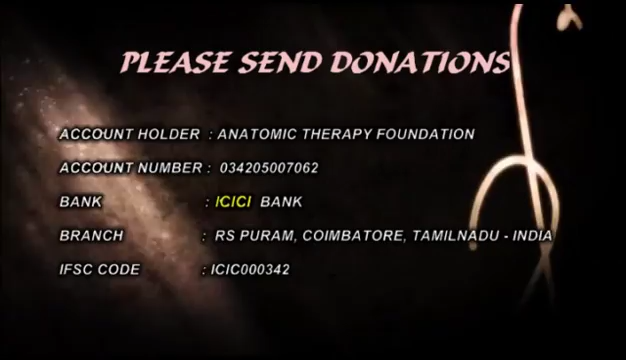 PLEASE SEND DONATIONS
ACCOUNT HOLDER : ANATOMIC THERAPY FOUNDATION
ACCOUNT NUMBER : 034205007062
BANK : ICICI BANK
BRANCH : RS PURAM, COIMBATORE, TAMILNADU - INDIA
IFSC CODE : ICIC000342